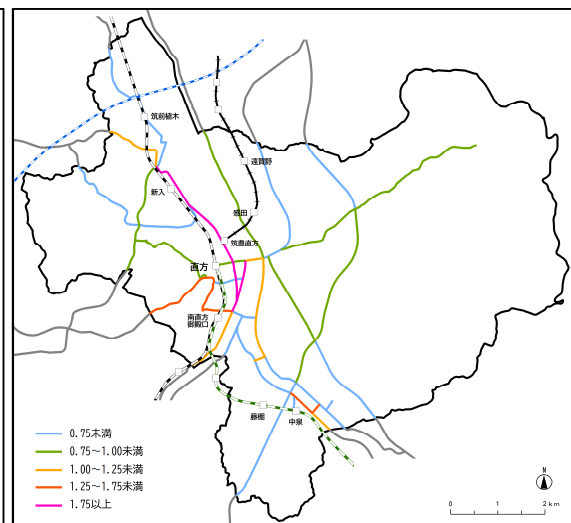 筑前植木
遠賀野
新入
感田
筑豊直方
直方
南直方
御殿口
藤棚
中泉
0.75未満
0.75～1.00未満
1.00～1.25未満
1.25～1.75未満
1.75以上
N
0 1 2 km